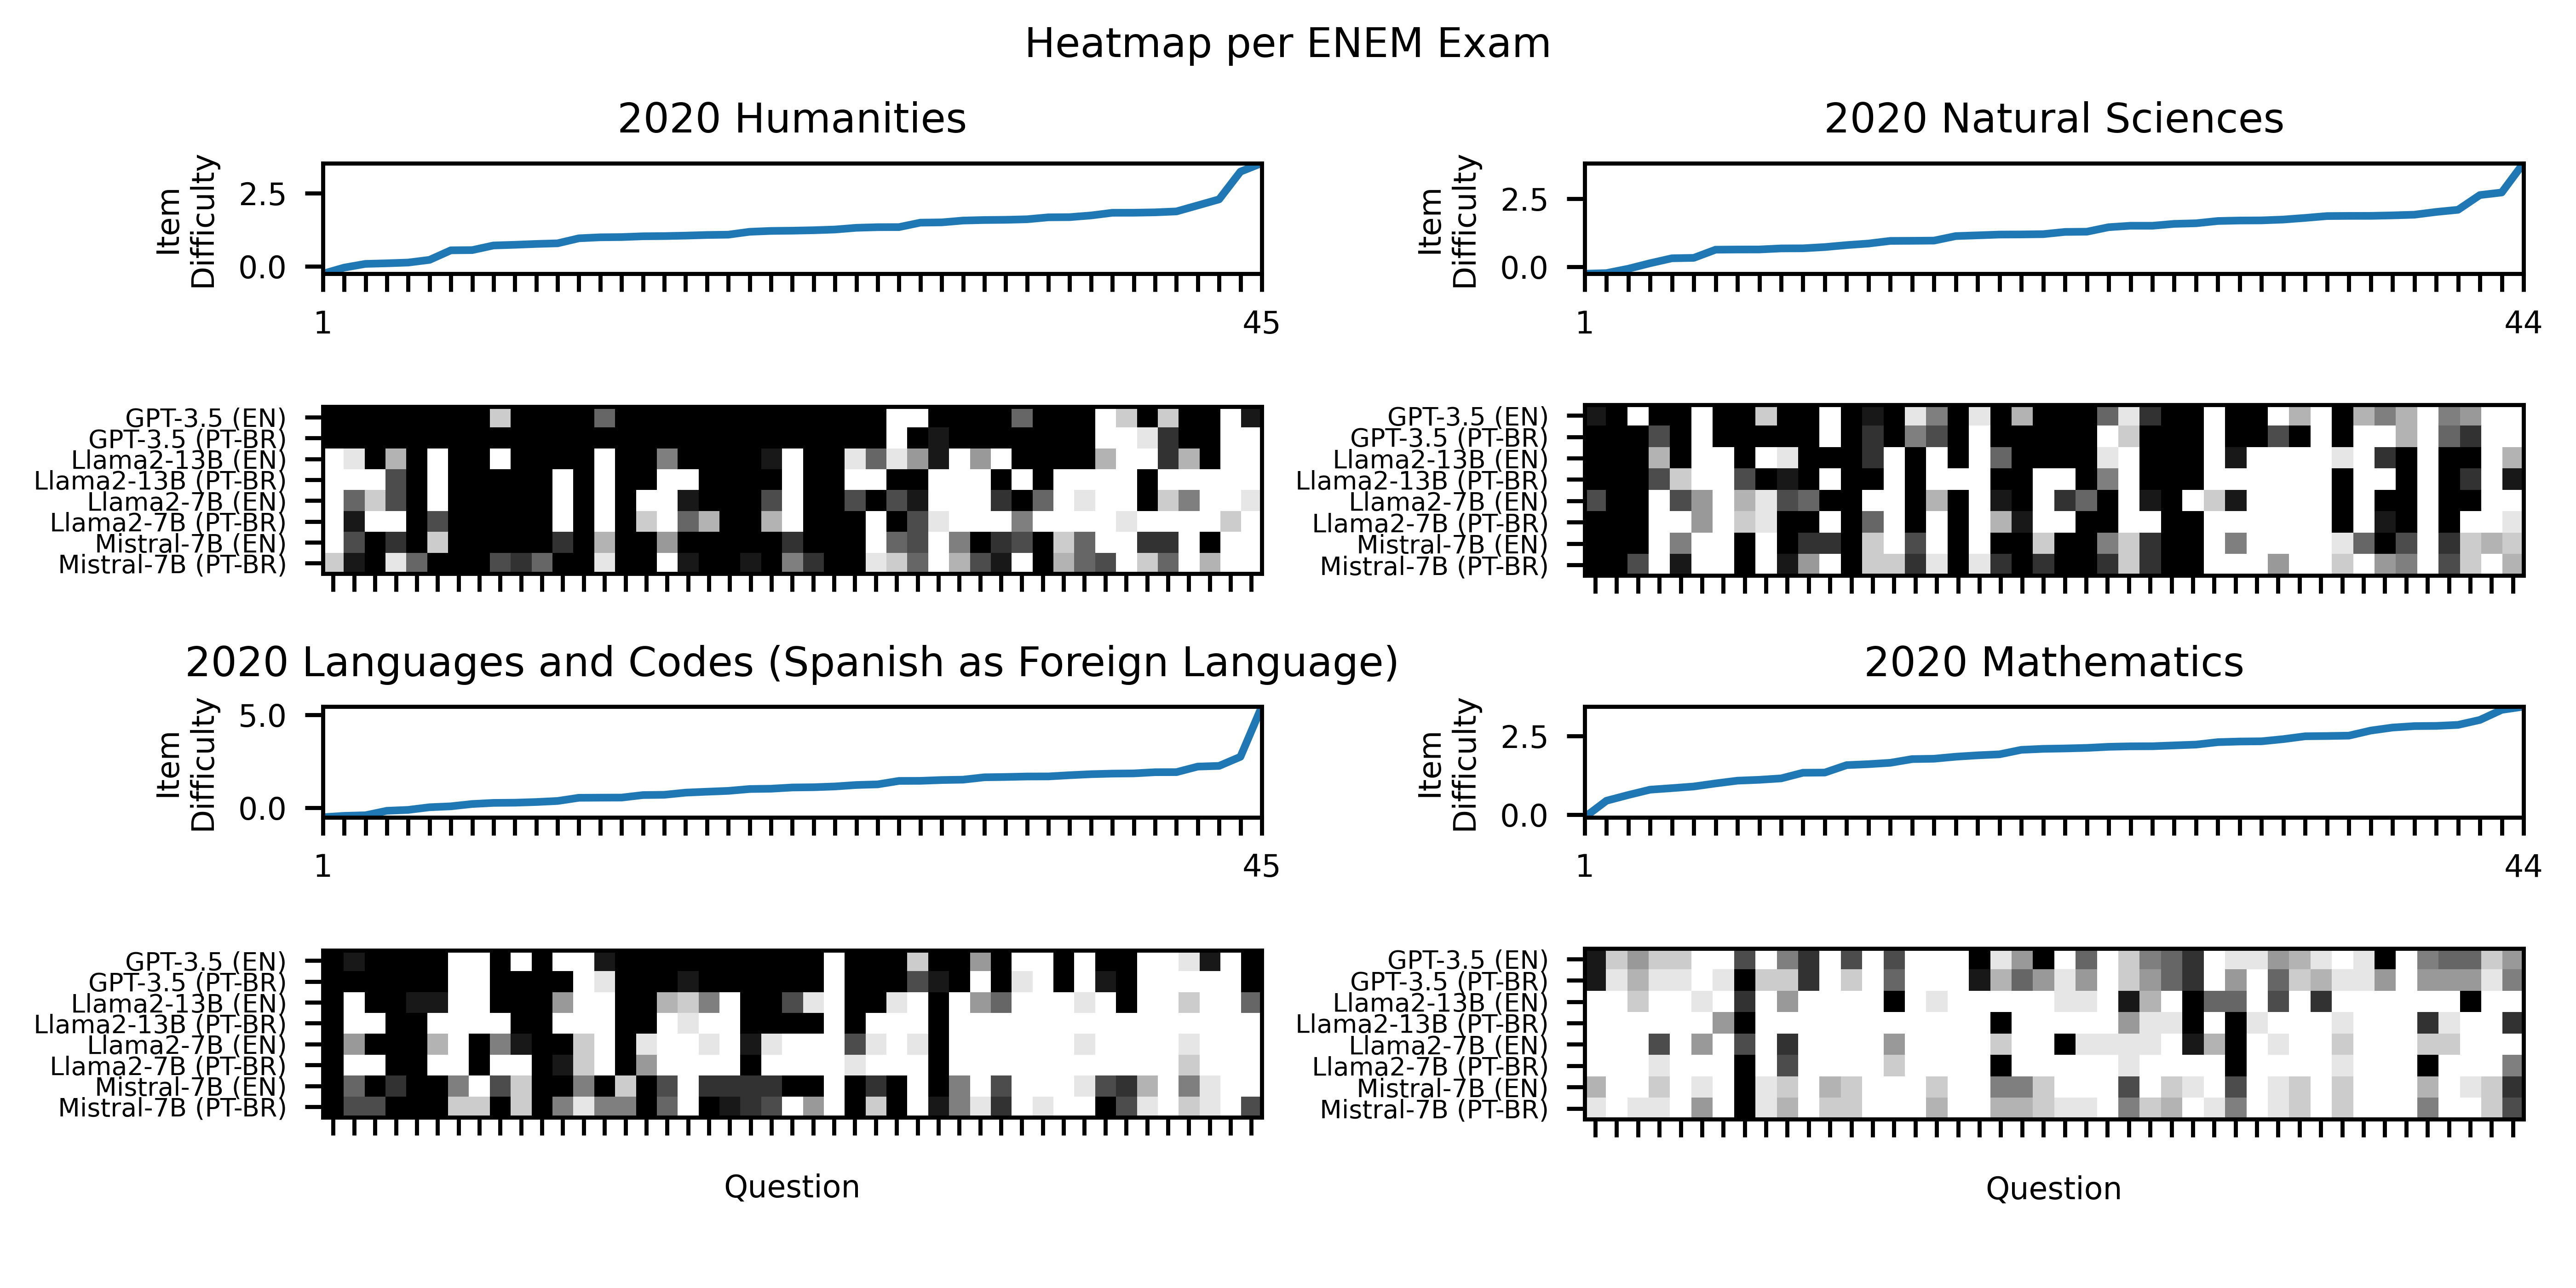 Heatmap per ENEM Exam
2020 Humanities
Item
Difficulty
2.5
0.0
1
45
GPT-3.5 (EN)
GPT-3.5 (PT-BR)
Llama2-13B (EN)
Llama2-13B (PT-BR)
Llama2-7B (EN)
Llama2-7B (PT-BR)
Mistral-7B (EN)
Mistral-7B (PT-BR)
2020 Natural Sciences
Item
Difficulty
2.5
0.0
1
44
GPT-3.5 (EN)
GPT-3.5 (PT-BR)
Llama2-13B (EN)
Llama2-13B (PT-BR)
Llama2-7B (EN)
Llama2-7B (PT-BR)
Mistral-7B (EN)
Mistral-7B (PT-BR)
2020 Languages and Codes (Spanish as Foreign Language)
Item
Difficulty
5.0
0.0
1
45
GPT-3.5 (EN)
GPT-3.5 (PT-BR)
Llama2-13B (EN)
Llama2-13B (PT-BR)
Llama2-7B (EN)
Llama2-7B (PT-BR)
Mistral-7B (EN)
Mistral-7B (PT-BR)
Question
2020 Mathematics
Item
Difficulty
2.5
0.0
1
44
GPT-3.5 (EN)
GPT-3.5 (PT-BR)
Llama2-13B (EN)
Llama2-13B (PT-BR)
Llama2-7B (EN)
Llama2-7B (PT-BR)
Mistral-7B (EN)
Mistral-7B (PT-BR)
Question